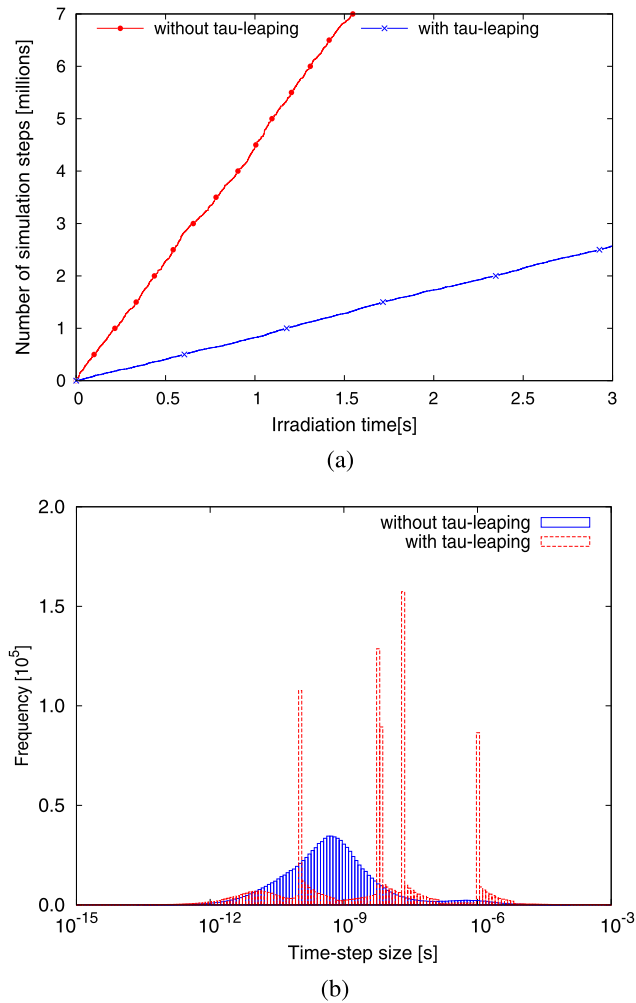 7
6
5
4
3
2
1
0
Number of simulation steps [millions]
without tau-leaping
with tau-leaping
0 0.5 1 1.5 2 2.5 3
Irradiation time[s]
(a)
2.0
1.5
1.0
0.5
0.0
Frequency [10^5]
without tau-leaping
with tau-leaping
10^-15 10^-12 10^-9 10^-6 10^-3
Time-step size [s]
(b)